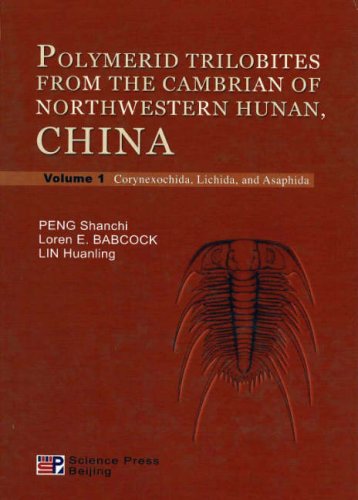 POLYMERID TRILOBITES
FROM THE CAMBRIAN OF
NORTHWESTERN HUNAN,
CHINA
Volume 1 Corynexochida, Lichida, and Asaphida
PENG Shanchi
Loren E. BABCOCK
LIN Huanling
SP
Science Press
Beijing